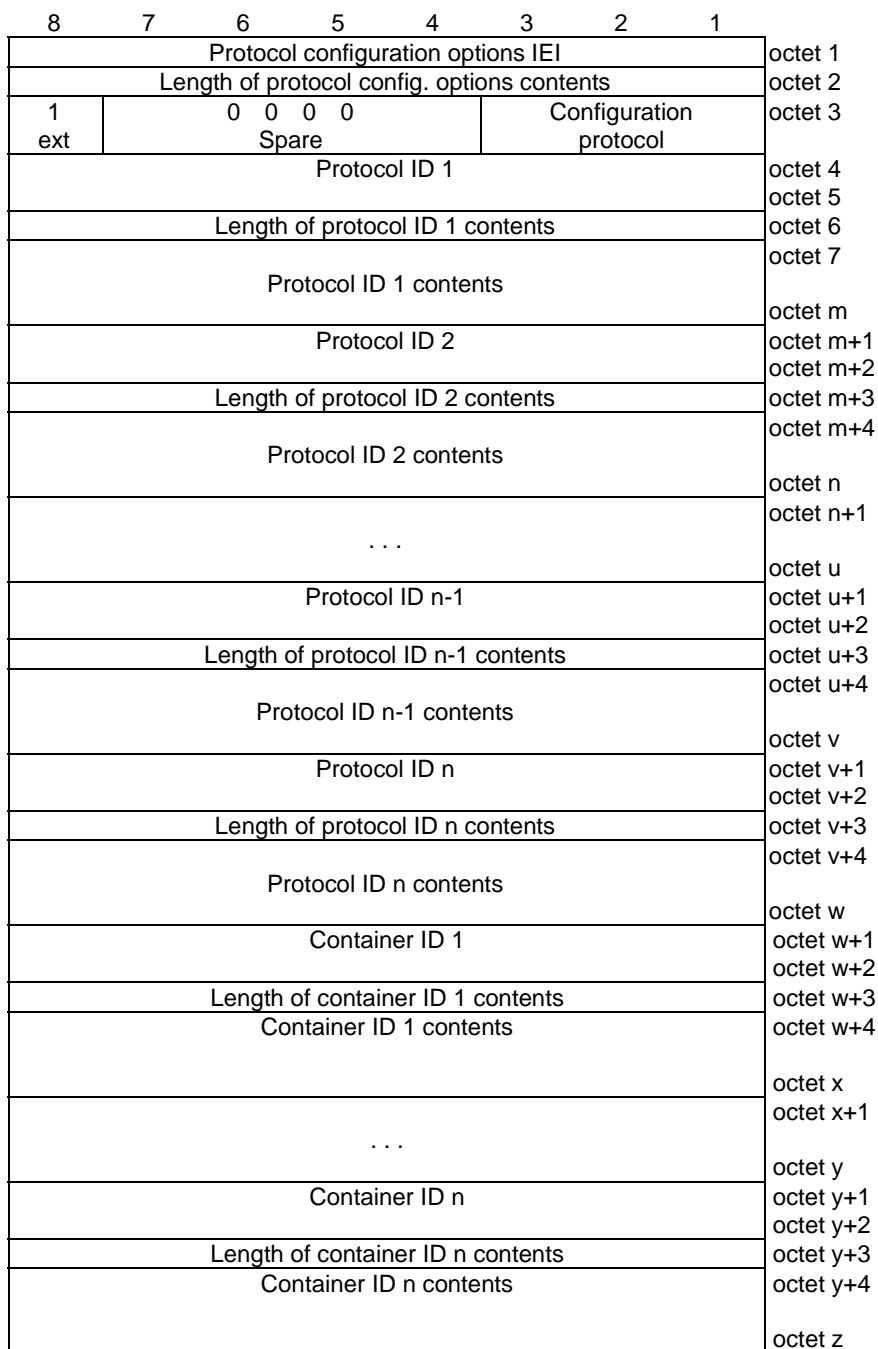 8 7 6 5 4 3 2 1
Protocol configuration options IEI octet 1
Length of protocol config. options contents octet 2
1 0 0 0 0 Configuration octet 3
ext Spare protocol
Protocol ID 1 octet 4
octet 5
Length of protocol ID 1 contents octet 6
octet 7
Protocol ID 1 contents
octet m
Protocol ID 2 octet m+1
octet m+2
Length of protocol ID 2 contents octet m+3
octet m+4
Protocol ID 2 contents
octet n
octet n+1
. . .
octet u
Protocol ID n-1 octet u+1
octet u+2
Length of protocol ID n-1 contents octet u+3
octet u+4
Protocol ID n-1 contents
octet v
Protocol ID n octet v+1
octet v+2
Length of protocol ID n contents octet v+3
octet v+4
Protocol ID n contents
octet w
Container ID 1 octet w+1
octet w+2
Length of container ID 1 contents octet w+3
Container ID 1 contents octet w+4
octet x
octet x+1
. . .
octet y
Container ID n octet y+1
octet y+2
Length of container ID n contents octet y+3
Container ID n contents octet y+4
octet z